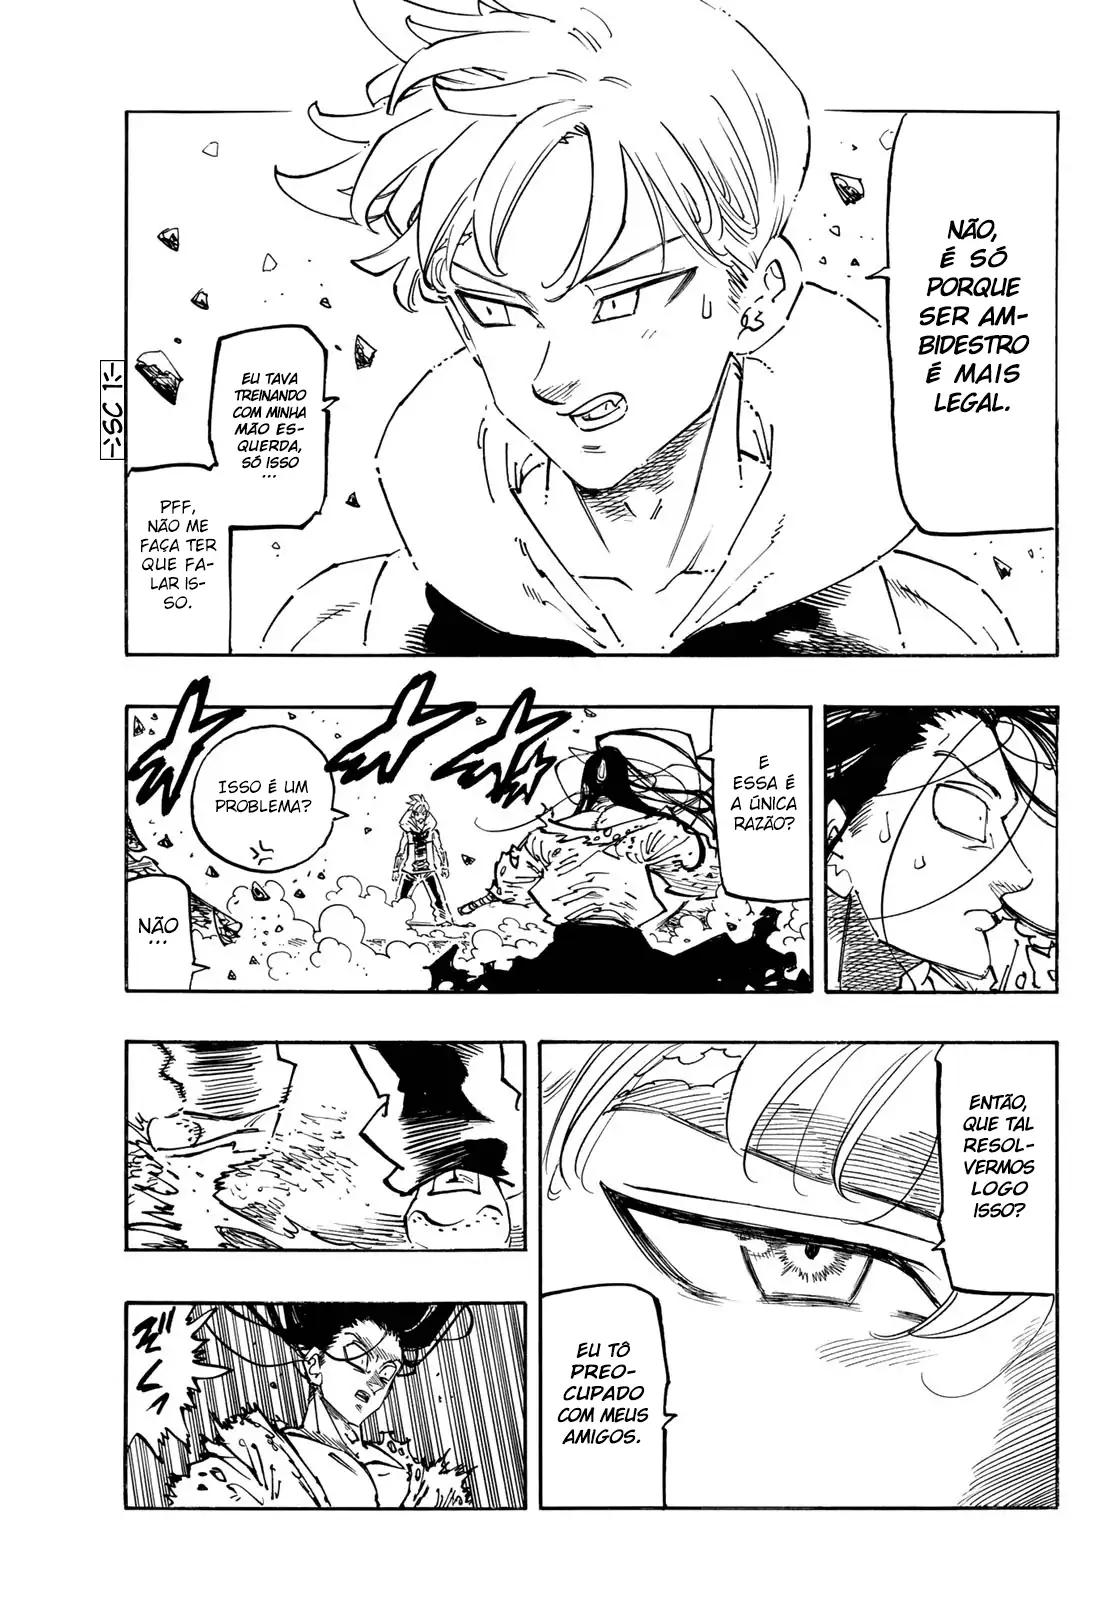 NÃO,
É SÓ
PORQUE
SER AM-
BIDESTRO
É MAIS
LEGAL.
EU TAVA
TREINANDO
COM MINHA
MÃO ES-
QUERDA,
SÓ ISSO
...
PFF,
NÃO ME
FAÇA TER
QUE FA-
LAR IS-
SO.
SC 1
E
ESSA É
A ÚNICA
RAZÃO?
ISSO É UM
PROBLEMA?
NÃO
...
ENTÃO,
QUE TAL
RESOL-
VERMOS
LOGO
ISSO?
EU TÔ
PREO-
CUPADO
COM MEUS
AMIGOS.